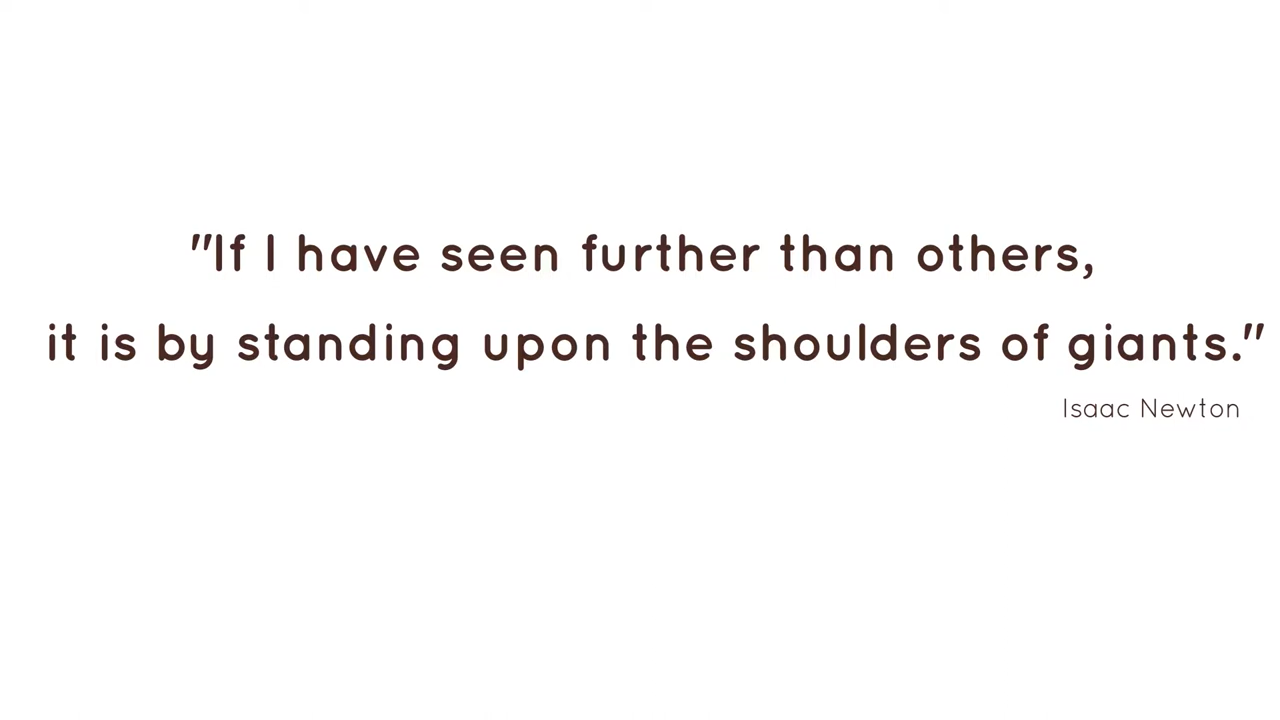 "If I have seen further than others,
it is by standing upon the shoulders of giants."
Isaac Newton